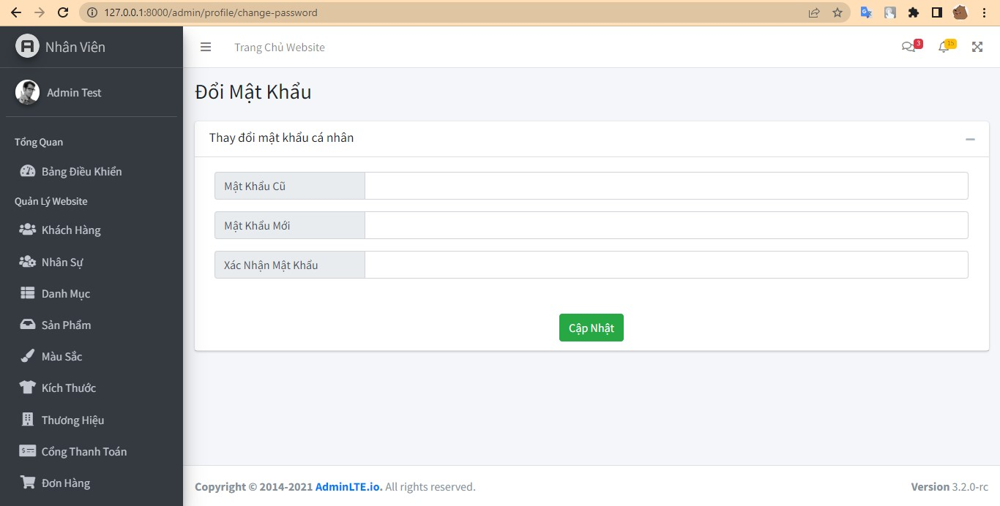 127.0.0.1:8000/admin/profile/change-password
Nhân Viên
Trang Chủ Website
3
15
Admin Test
Tổng Quan
Bảng Điều Khiển
Quản Lý Website
Khách Hàng
Nhân Sự
Danh Mục
Sản Phẩm
Màu Sắc
Kích Thước
Thương Hiệu
Cổng Thanh Toán
Đơn Hàng
Đổi Mật Khẩu
Thay đổi mật khẩu cá nhân
Mật Khẩu Cũ
Mật Khẩu Mới
Xác Nhận Mật Khẩu
Cập Nhật
Copyright © 2014-2021 AdminLTE.io. All rights reserved.
Version 3.2.0-rc